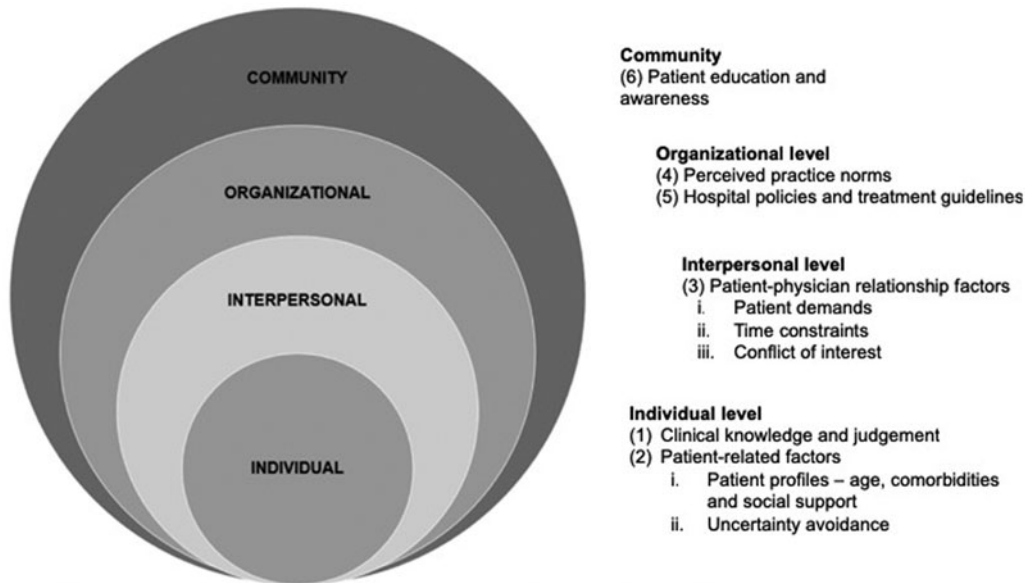 COMMUNITY
ORGANIZATIONAL
INTERPERSONAL
INDIVIDUAL
Community
(6) Patient education and
awareness
Organizational level
(4) Perceived practice norms
(5) Hospital policies and treatment guidelines
Interpersonal level
(3) Patient-physician relationship factors
i. Patient demands
ii. Time constraints
iii. Conflict of interest
Individual level
(1) Clinical knowledge and judgement
(2) Patient-related factors
i. Patient profiles – age, comorbidities
and social support
ii. Uncertainty avoidance